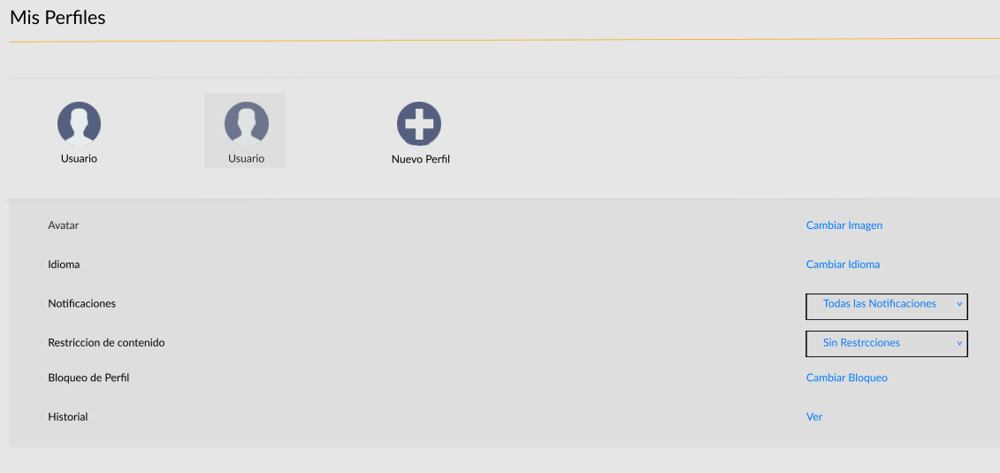 Mis Perfiles
Usuario
Usuario
Nuevo Perfil
Avatar
Cambiar Imagen
Idioma
Cambiar Idioma
Notificaciones
Todas las Notificaciones v
Restriccion de contenido
Sin Restrcciones v
Bloqueo de Perfil
Cambiar Bloqueo
Historial
Ver